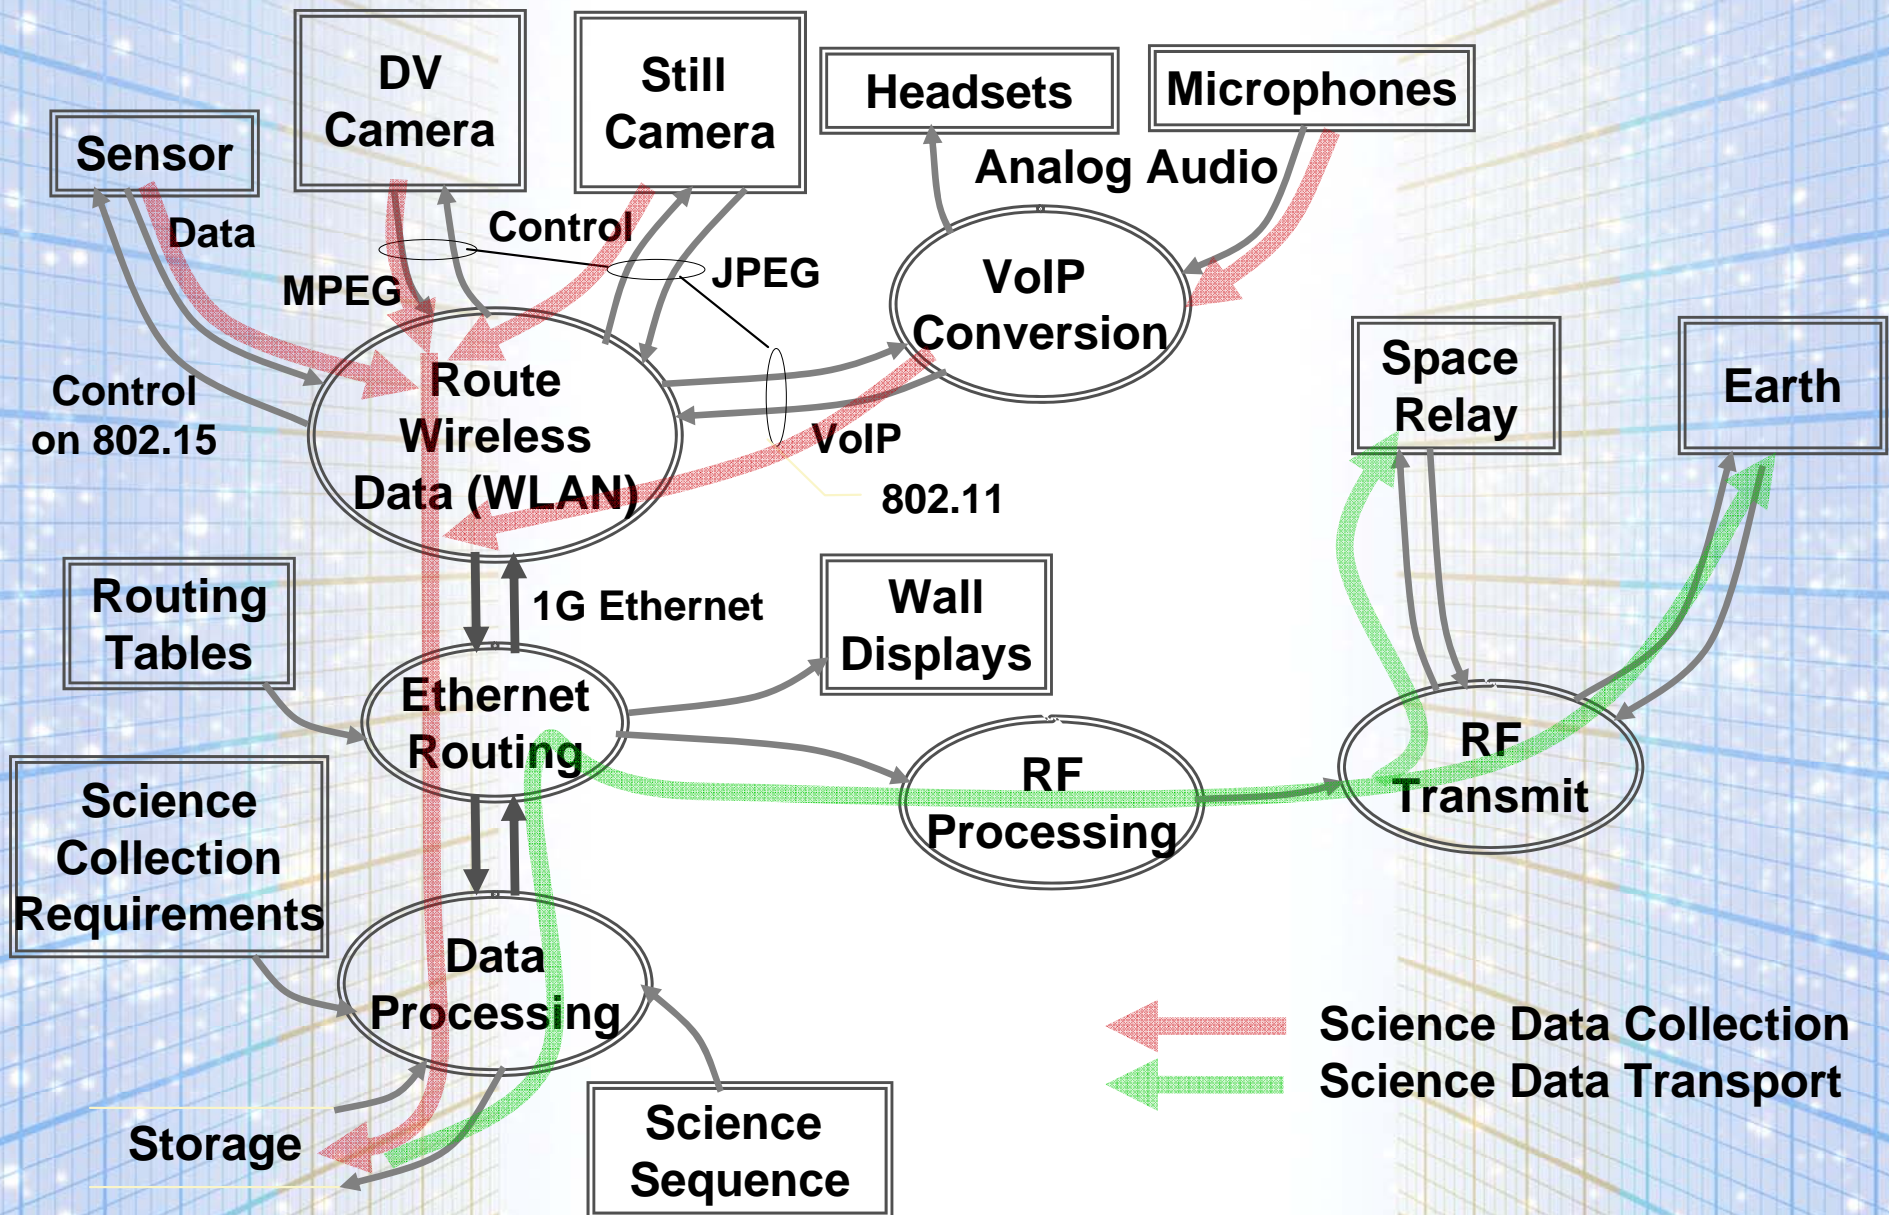 DV
Camera
Still
Camera
Headsets
Microphones
Sensor
Analog Audio
Data
Control
MPEG
JPEG
VoIP
Conversion
Control
on 802.15
Route
Wireless
Data (WLAN)
VoIP
802.11
Space
Relay
Earth
Routing
Tables
1G Ethernet
Wall
Displays
Ethernet
Routing
RF
Processing
RF
Transmit
Science
Collection
Requirements
Data
Processing
Science Data Collection
Science Data Transport
Storage
Science
Sequence